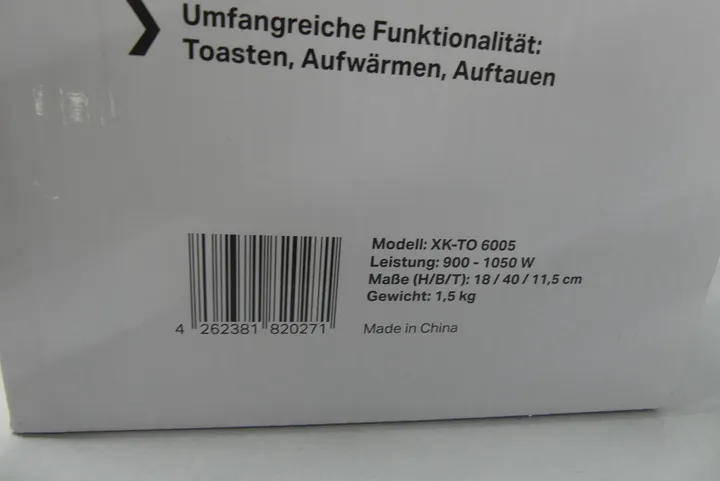 Umfangreiche Funktionalität:
Toasten, Aufwärmen, Auftauen
Modell: XK-TO 6005
Leistung: 900 - 1050 W
Maße (H/B/T): 18 / 40 / 11,5 cm
Gewicht: 1,5 kg
4 262381 820271
Made in China